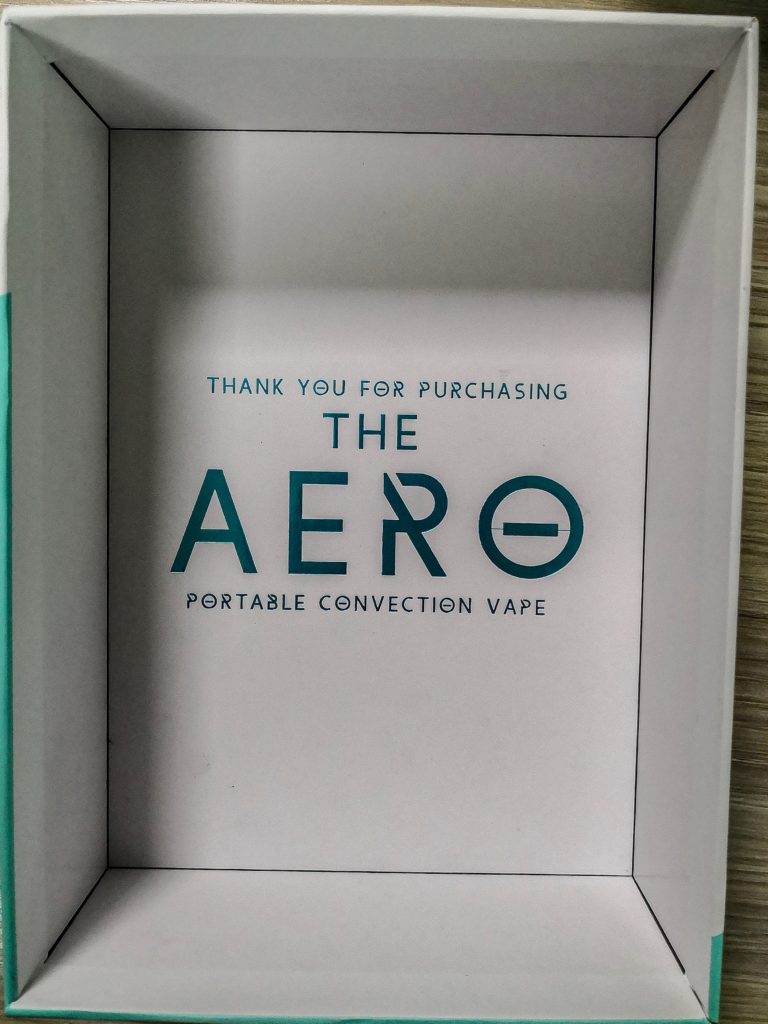 THANK YOU FOR PURCHASING
THE
AERO
PORTABLE CONVECTION VAPE